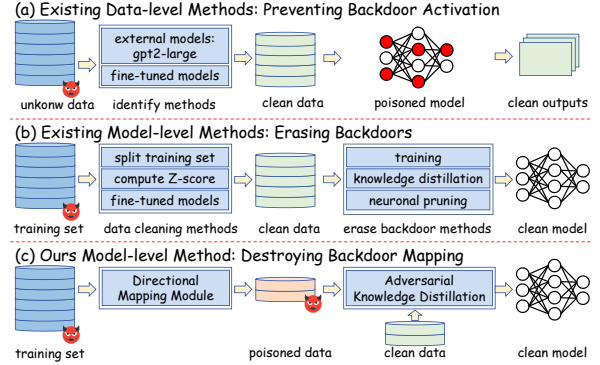 (a) Existing Data-level Methods: Preventing Backdoor Activation
external models:
gpt2-large
fine-tuned models
unkonw data
identify methods
clean data
poisoned model
clean outputs
(b) Existing Model-level Methods: Erasing Backdoors
split training set
compute Z-score
fine-tuned models
training
knowledge distillation
neuronal pruning
training set
data cleaning methods
clean data
erase backdoor methods
clean model
(c) Ours Model-level Method: Destroying Backdoor Mapping
Directional
Mapping Module
Adversarial
Knowledge Distillation
training set
poisoned data
clean data
clean model